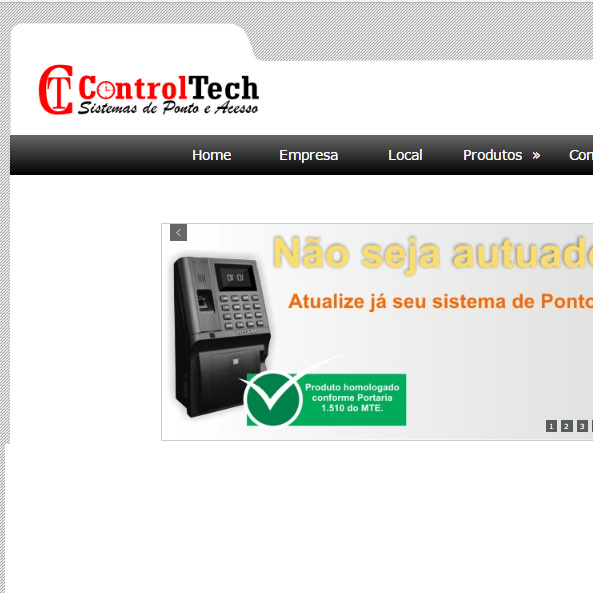 CT ControlTech
Sistemas de Ponto e Acesso
Home Empresa Local Produtos » Con
<
Não seja autuado
Atualize já seu sistema de Ponto
Produto homologado
conforme Portaria
1.510 do MTE.
1 2 3